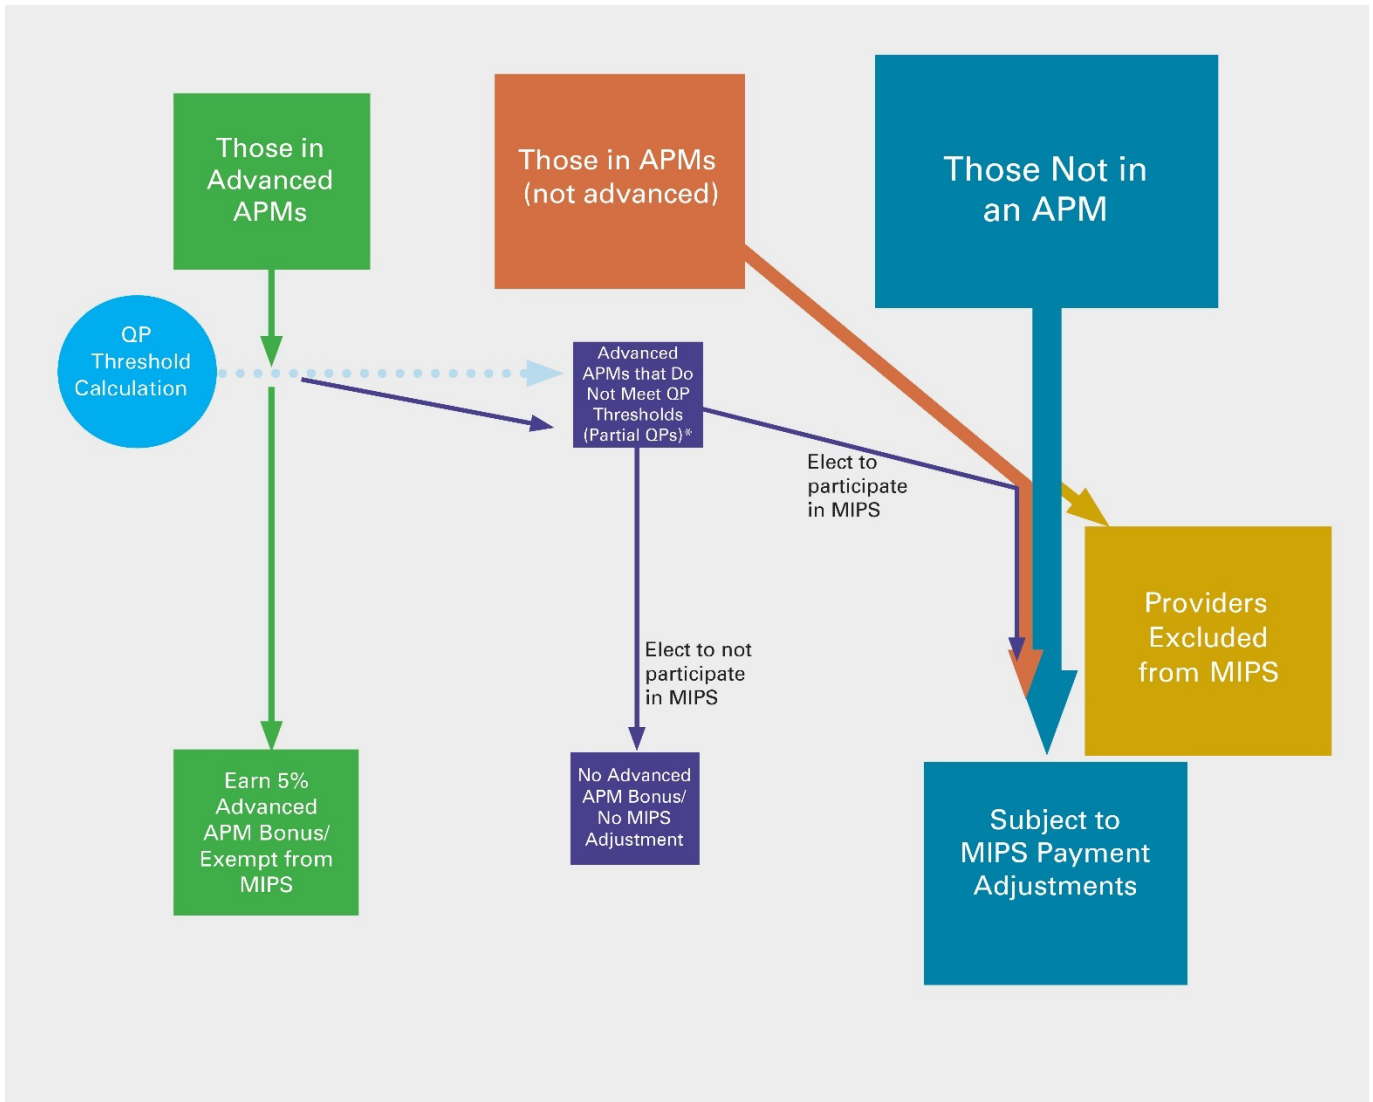 Those in
Advanced
APMs
Those in APMs
(not advanced)
Those Not in
an APM
QP
Threshold
Calculation
Advanced
APMs that Do
Not Meet QP
Thresholds
(Partial QPs)*
Elect to
participate
in MIPS
Elect to not
participate
in MIPS
Providers
Excluded
from MIPS
Earn 5%
Advanced
APM Bonus/
Exempt from
MIPS
No Advanced
APM Bonus/
No MIPS
Adjustment
Subject to
MIPS Payment
Adjustments